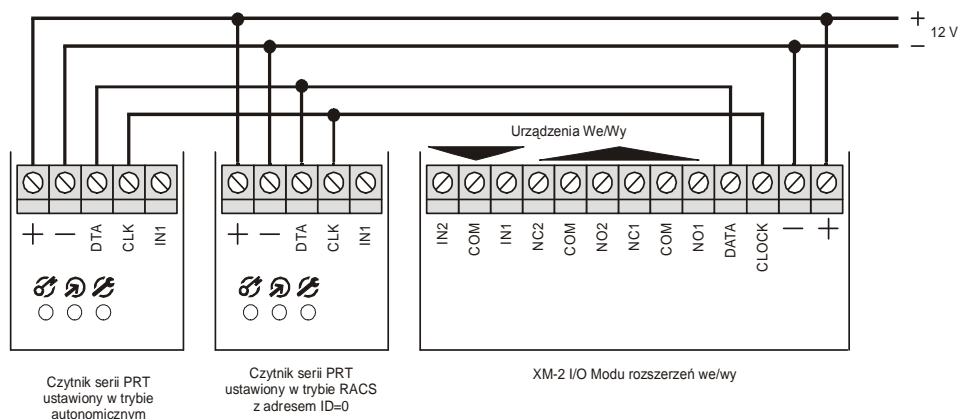 +
12 V
–
Urządzenia We/Wy
+ — DTA CLK IN1
+ — DTA CLK IN1
IN2 COM IN1 NC2 COM NO2 NC1 COM NO1 DATA CLOCK — +
Czytnik serii PRT
ustawiony w trybie
autonomicznym
Czytnik serii PRT
ustawiony w trybie RACS
z adresem ID=0
XM-2 I/O Modu rozszerzeń we/wy